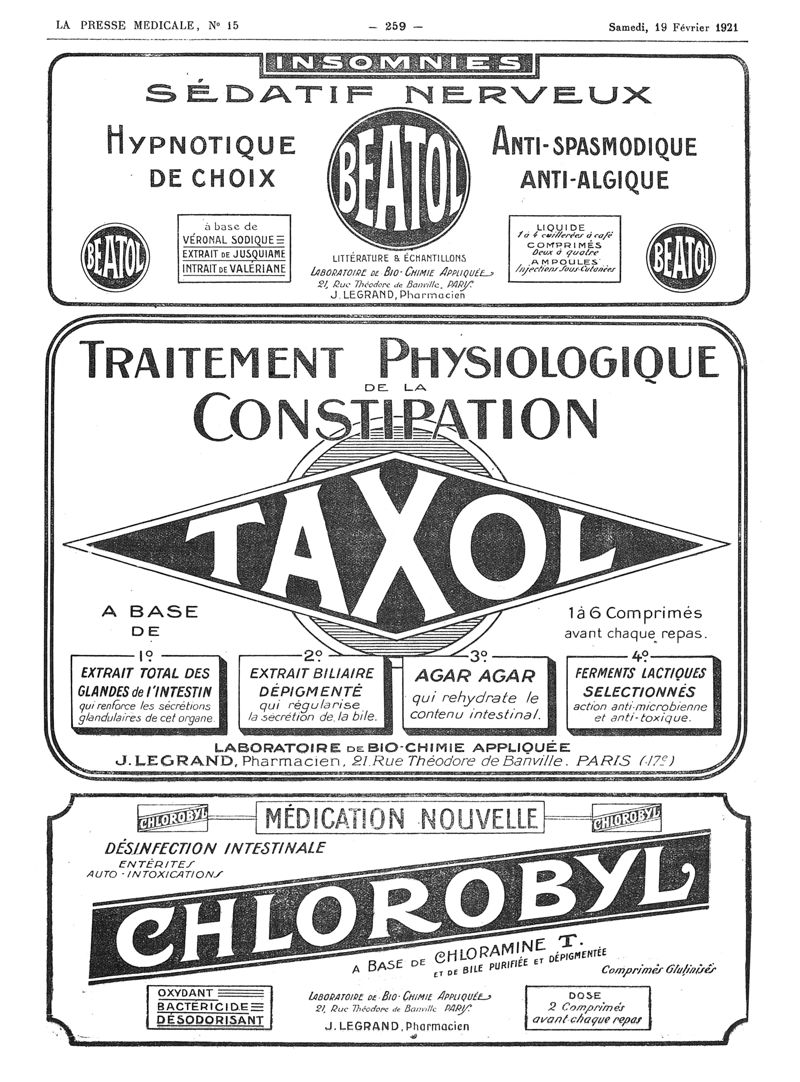 LA PRESSE MEDICALE, N° 15
— 259 —
Samedi, 19 Février 1921
INSOMNIES
SÉDATIF NERVEUX
HYPNOTIQUE
DE CHOIX
BEATOL
ANTI-SPASMODIQUE
ANTI-ALGIQUE
BEATOL
à base de
VÉRONAL SODIQUE
EXTRAIT DE JUSQUIAME
INTRAIT DE VALÉRIANE
LITTÉRATURE & ÉCHANTILLONS
LABORATOIRE DE BIO-CHIMIE APPLIQUÉE
21, Rue Théodore de Banville, PARIS
J. LEGRAND, Pharmacien
LIQUIDE
1 à 4 cuillerées à café
COMPRIMÉS
Deux à quatre
AMPOULES
Injections Sous-Cutanées
BEATOL
TRAITEMENT PHYSIOLOGIQUE
DE LA
CONSTIPATION
TAXOL
A BASE
DE
1 à 6 Comprimés
avant chaque repas.
1º
EXTRAIT TOTAL DES
GLANDES de l'INTESTIN
qui renforce les sécrétions
glandulaires de cet organe.
2º
EXTRAIT BILIAIRE
DÉPIGMENTÉ
qui régularise
la secrétion de la bile.
3º
AGAR AGAR
qui rehydrate le
contenu intestinal.
4º
FERMENTS LACTIQUES
SELECTIONNÉS
action anti-microbienne
et anti-toxique.
LABORATOIRE DE BIO-CHIMIE APPLIQUÉE
J. LEGRAND, Pharmacien, 21 Rue Théodore de Banville. PARIS (17º)
CHLOROBYL
MÉDICATION NOUVELLE
CHLOROBYL
DÉSINFECTION INTESTINALE
ENTÉRITES
AUTO-INTOXICATIONS
CHLOROBYL
A BASE DE CHLORAMINE T.
ET DE BILE PURIFIÉE ET DÉPIGMENTÉE
Comprimés Glutinisés
OXYDANT
BACTÉRICIDE
DÉSODORISANT
LABORATOIRE DE BIO-CHIMIE APPLIQUÉE
21, Rue Théodore de Banville PARIS
J. LEGRAND, Pharmacien
DOSE
2 Comprimés
avant chaque repas